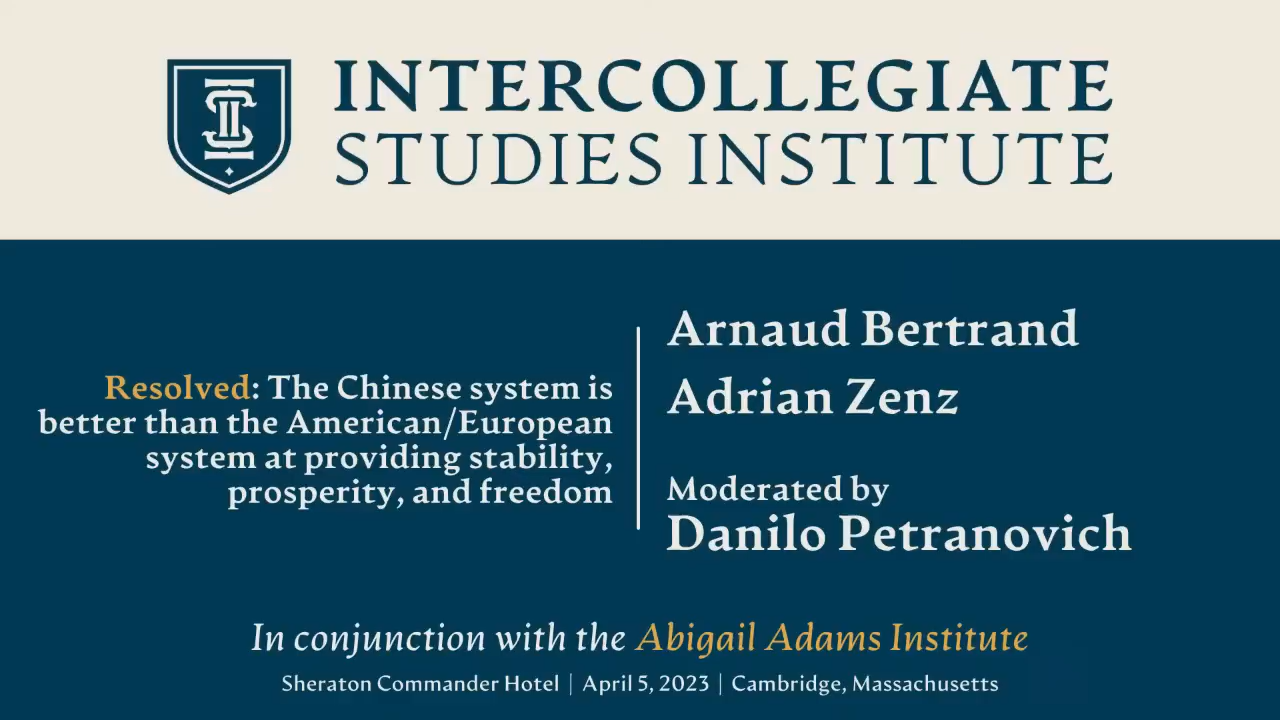 INTERCOLLEGIATE
STUDIES INSTITUTE
Resolved: The Chinese system is
better than the American/European
system at providing stability,
prosperity, and freedom
Arnaud Bertrand
Adrian Zenz
Moderated by
Danilo Petranovich
In conjunction with the Abigail Adams Institute
Sheraton Commander Hotel | April 5, 2023 | Cambridge, Massachusetts